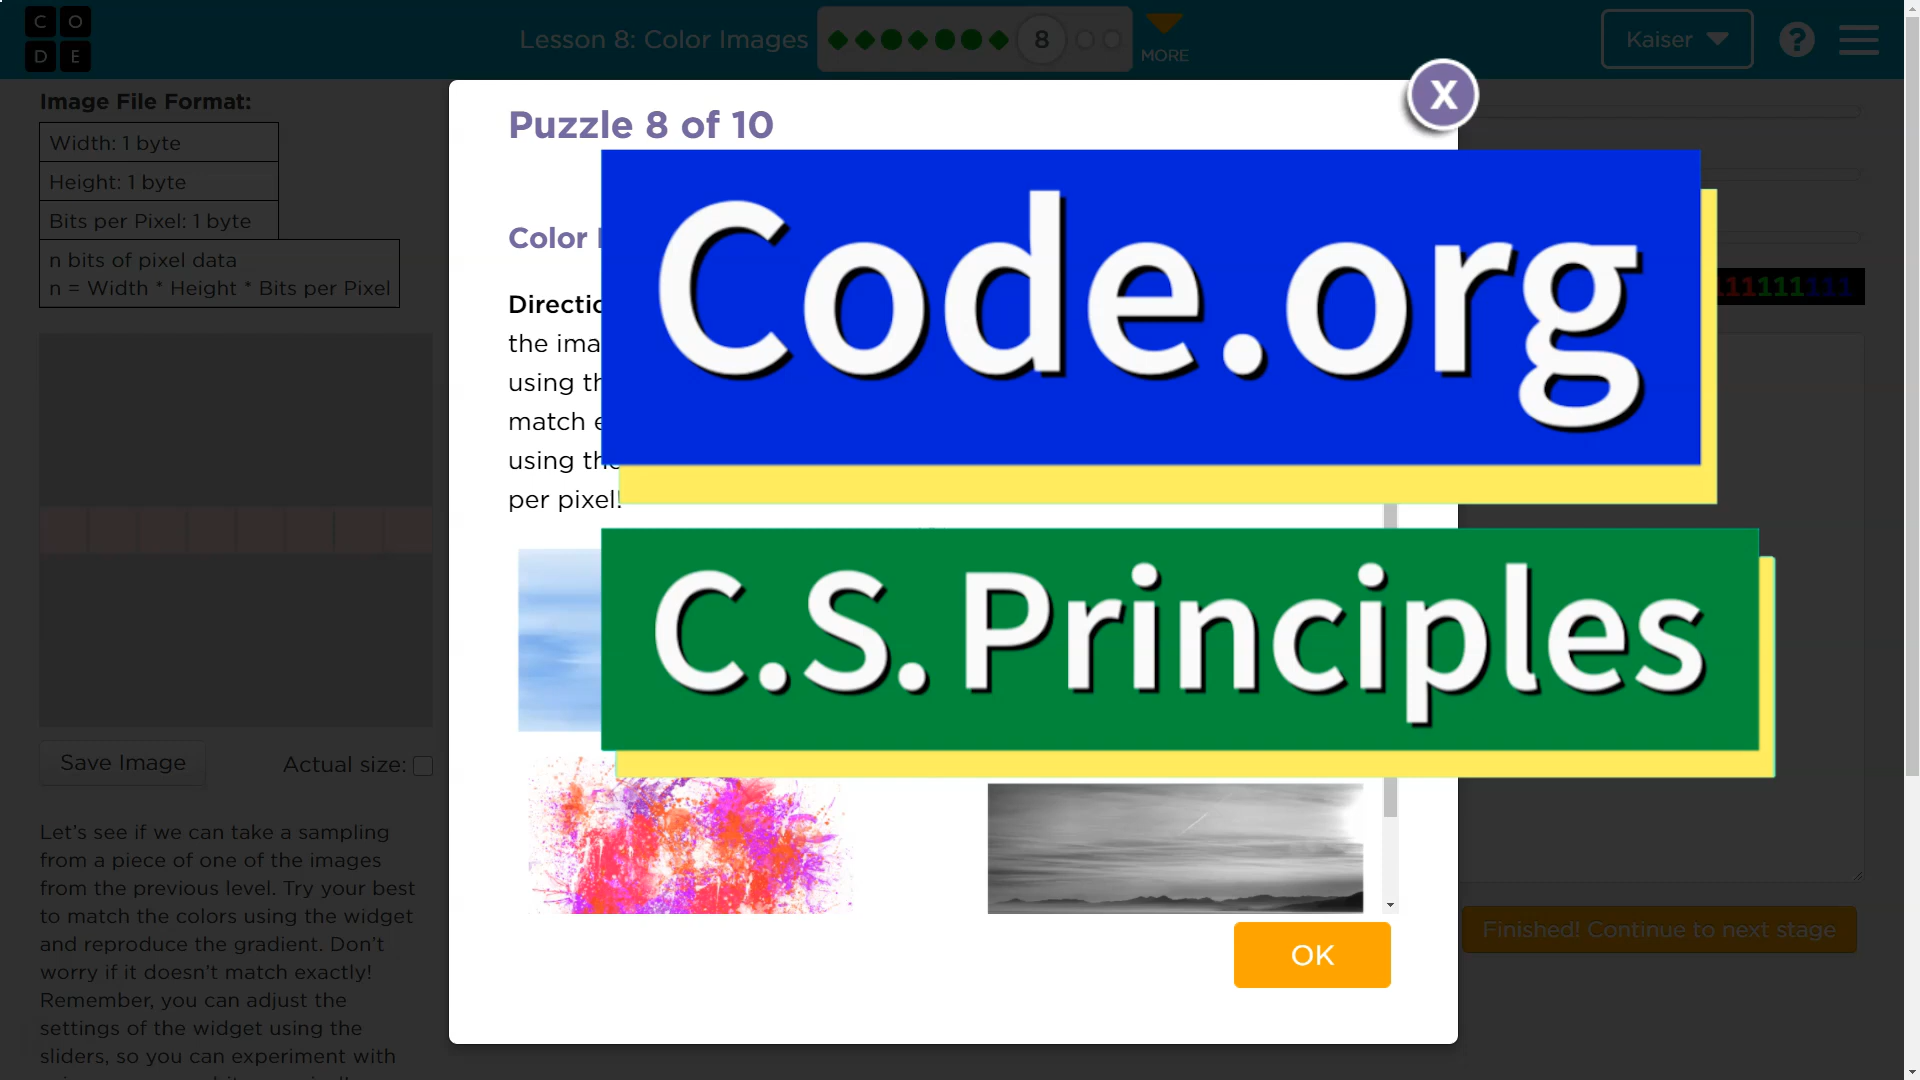 C O
D E
Lesson 8: Color Images
8
MORE
Kaiser
?
Image File Format:
Width: 1 byte
Height: 1 byte
Bits per Pixel: 1 byte
n bits of pixel data
n = Width * Height * Bits per Pixel
X
Puzzle 8 of 10
Color
the
using
match
using the
per pixel!
Code.org
C.S. Principles
Save Image
Actual size:
Let's see if we can take a sampling
from a piece of one of the images
from the previous level. Try your best
to match the colors using the widget
and reproduce the gradient. Don't
worry if it doesn't match exactly!
Remember, you can adjust the
settings of the widget using the
sliders, so you can experiment with
OK
Finished! Continue to next stage